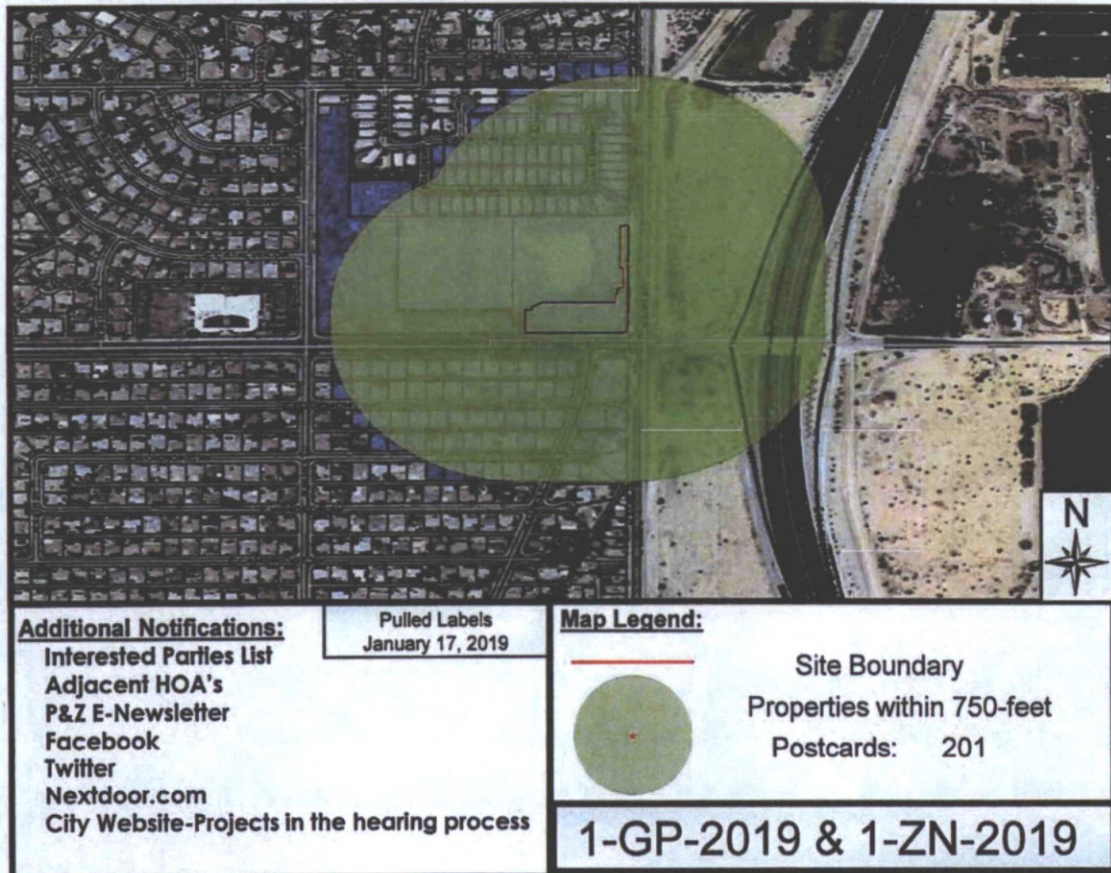 N
Additional Notifications:
Interested Parties List
Adjacent HOA's
P&Z E-Newsletter
Facebook
Twitter
Nextdoor.com
City Website-Projects in the hearing process
Pulled Labels
January 17, 2019
Map Legend:
Site Boundary
Properties within 750-feet
Postcards: 201
1-GP-2019 & 1-ZN-2019